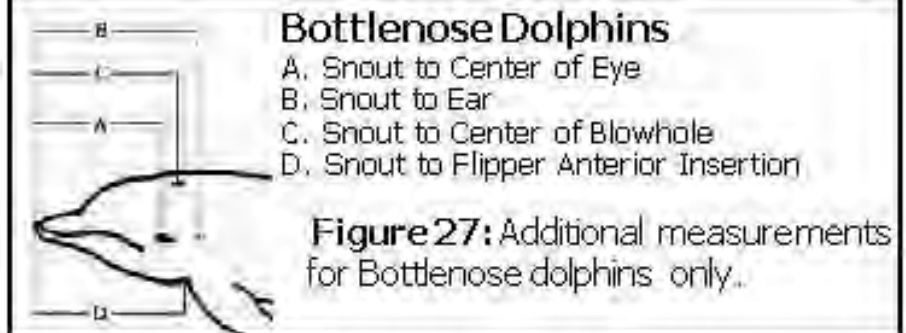 B
C
A
D
Bottlenose Dolphins
A. Snout to Center of Eye
B. Snout to Ear
C. Snout to Center of Blowhole
D. Snout to Flipper Anterior Insertion
Figure 27: Additional measurements
for Bottlenose dolphins only..